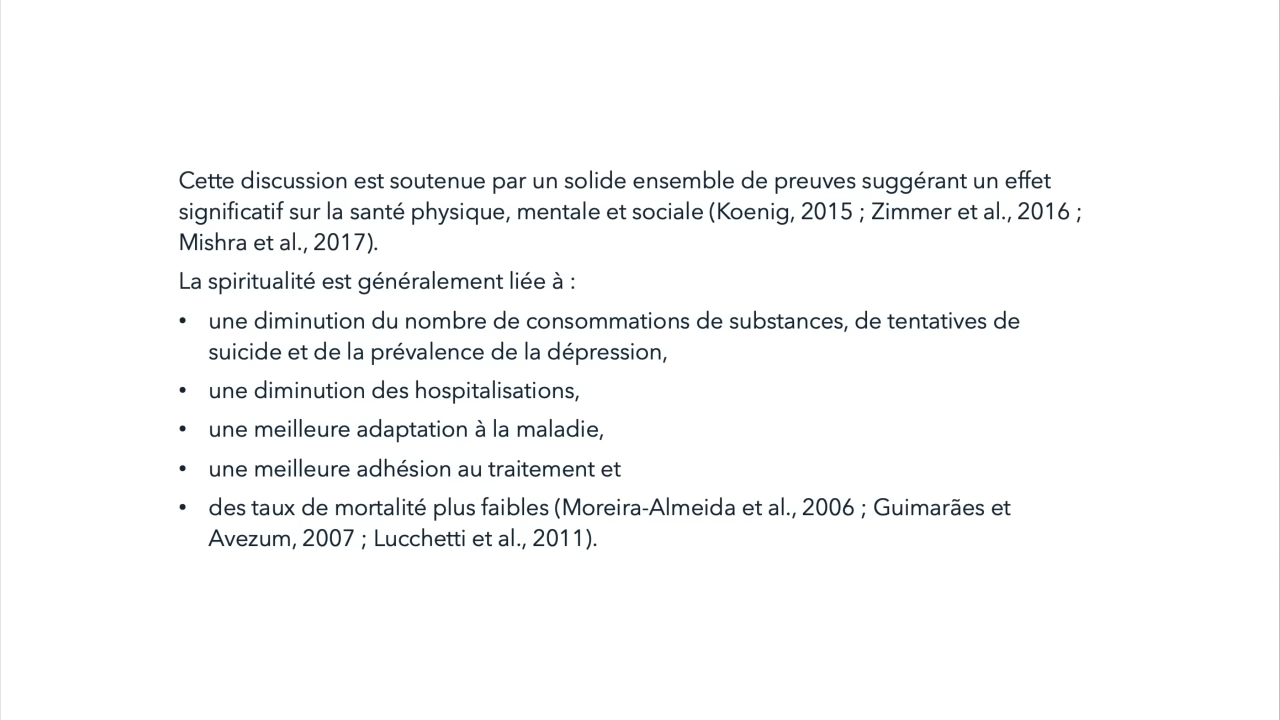 Cette discussion est soutenue par un solide ensemble de preuves suggérant un effet
significatif sur la santé physique, mentale et sociale (Koenig, 2015 ; Zimmer et al., 2016 ;
Mishra et al., 2017).
La spiritualité est généralement liée à :
• une diminution du nombre de consommations de substances, de tentatives de
suicide et de la prévalence de la dépression,
• une diminution des hospitalisations,
• une meilleure adaptation à la maladie,
• une meilleure adhésion au traitement et
• des taux de mortalité plus faibles (Moreira-Almeida et al., 2006 ; Guimarães et
Avezum, 2007 ; Lucchetti et al., 2011).